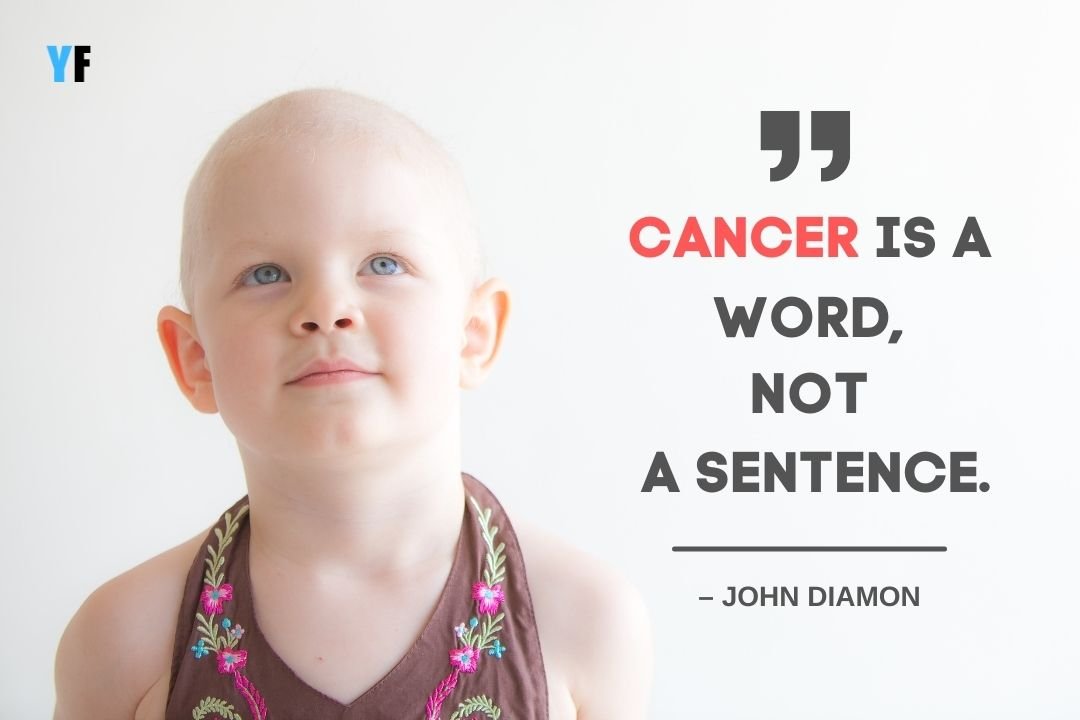 YF
”
CANCER IS A
WORD,
NOT
A SENTENCE.
– JOHN DIAMON